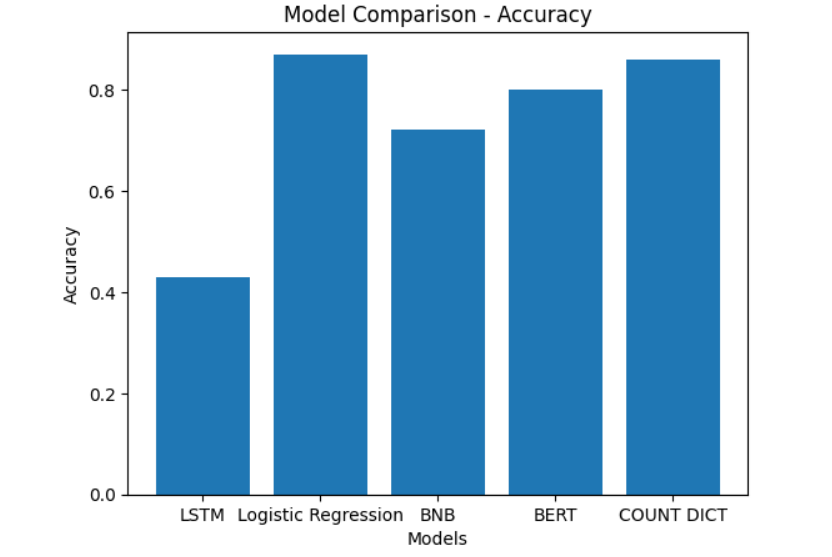 Model Comparison - Accuracy
0.8
0.6
0.4
0.2
0.0
Accuracy
LSTM Logistic Regression BNB BERT COUNT DICT
Models